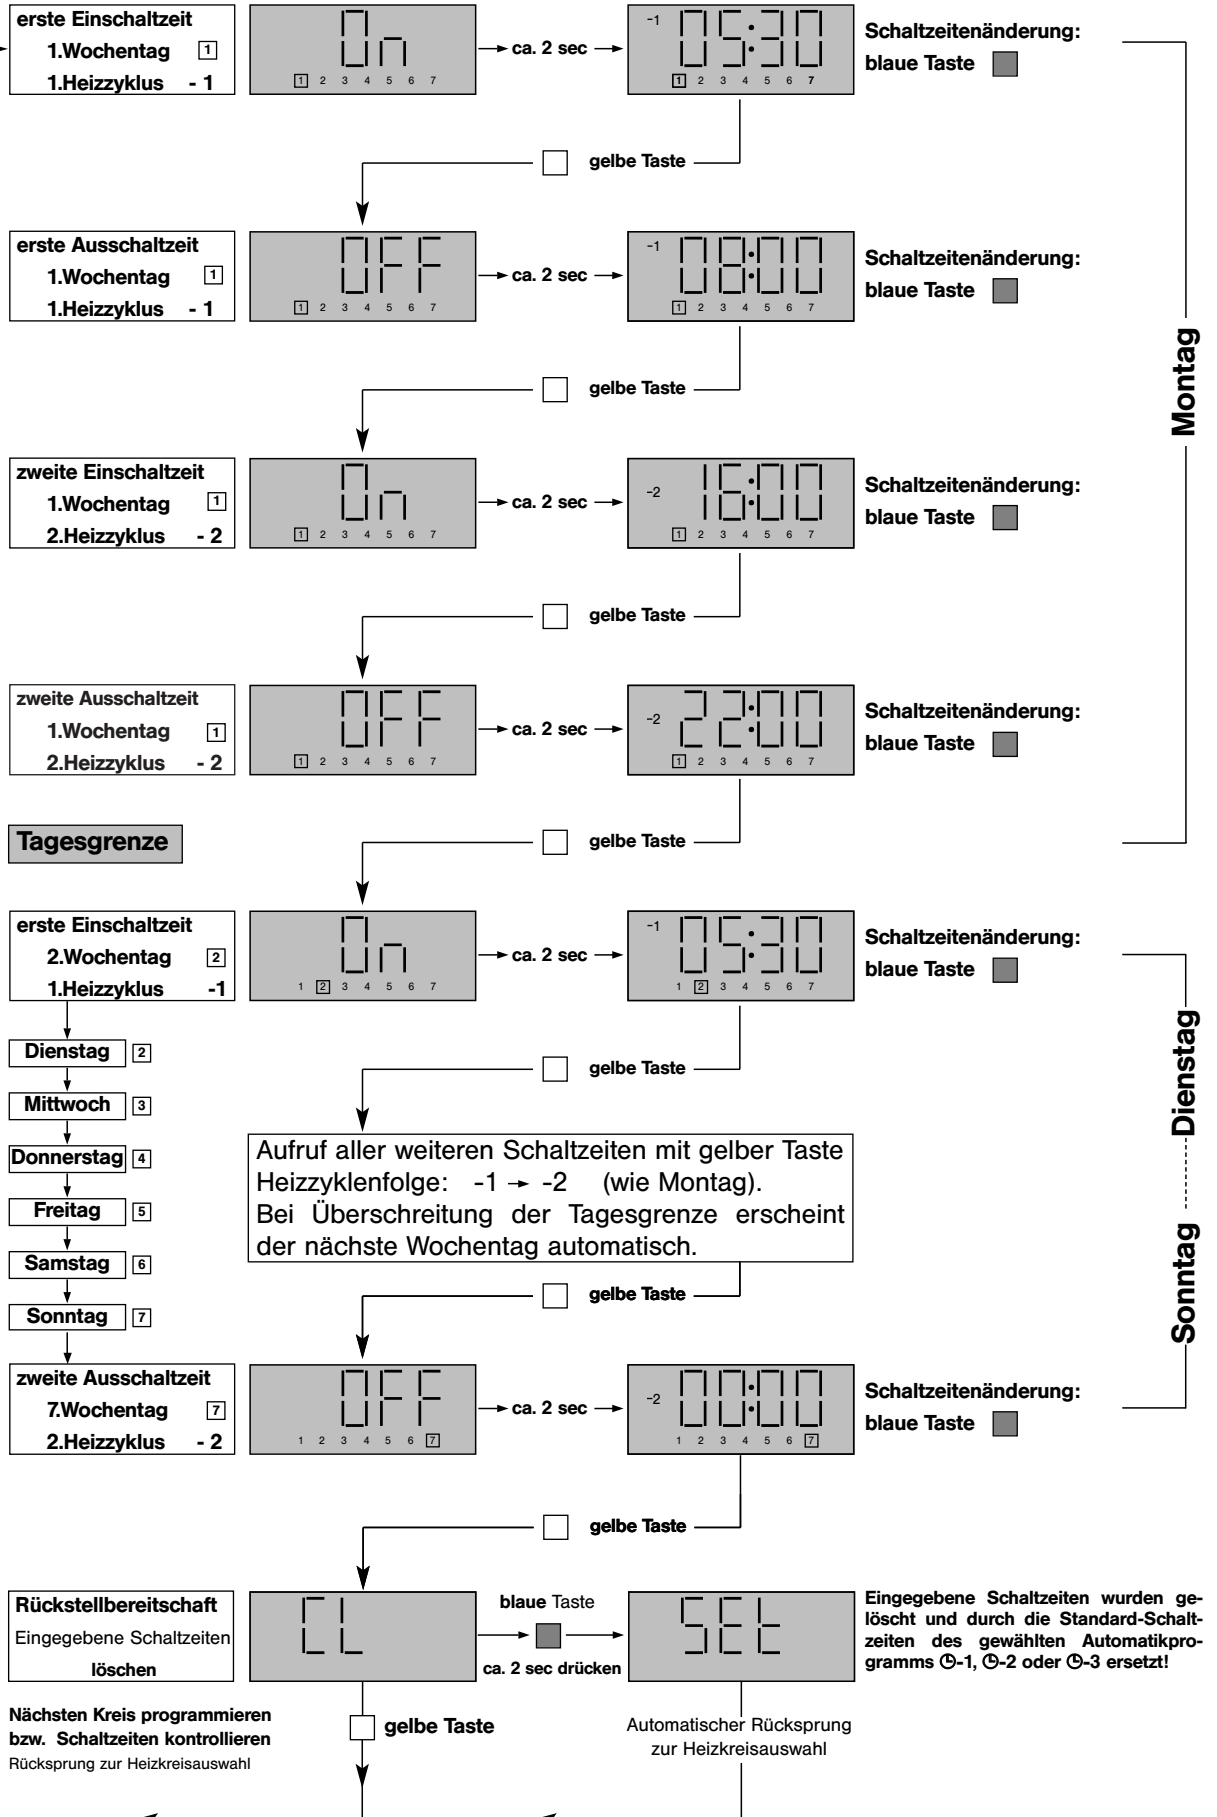 erste Einschaltzeit
1.Wochentag 1
1.Heizzyklus - 1
On
1 2 3 4 5 6 7
ca. 2 sec
-1 05:30
1 2 3 4 5 6 7
Schaltzeitenänderung:
blaue Taste
gelbe Taste
erste Ausschaltzeit
1.Wochentag 1
1.Heizzyklus - 1
OFF
1 2 3 4 5 6 7
ca. 2 sec
-1 08:00
1 2 3 4 5 6 7
Schaltzeitenänderung:
blaue Taste
gelbe Taste
zweite Einschaltzeit
1.Wochentag 1
2.Heizzyklus - 2
On
1 2 3 4 5 6 7
ca. 2 sec
-2 16:00
1 2 3 4 5 6 7
Schaltzeitenänderung:
blaue Taste
gelbe Taste
zweite Ausschaltzeit
1.Wochentag 1
2.Heizzyklus - 2
OFF
1 2 3 4 5 6 7
ca. 2 sec
-2 22:00
1 2 3 4 5 6 7
Schaltzeitenänderung:
blaue Taste
Montag
Tagesgrenze
gelbe Taste
erste Einschaltzeit
2.Wochentag 2
1.Heizzyklus -1
On
1 2 3 4 5 6 7
ca. 2 sec
-1 05:30
1 2 3 4 5 6 7
Schaltzeitenänderung:
blaue Taste
Dienstag 2
Mittwoch 3
Donnerstag 4
Freitag 5
Samstag 6
Sonntag 7
gelbe Taste
Aufruf aller weiteren Schaltzeiten mit gelber Taste
Heizzyklenfolge: -1 → -2 (wie Montag).
Bei Überschreitung der Tagesgrenze erscheint
der nächste Wochentag automatisch.
gelbe Taste
Dienstag
Sonntag
zweite Ausschaltzeit
7.Wochentag 7
2.Heizzyklus - 2
OFF
1 2 3 4 5 6 7
ca. 2 sec
-2 00:00
1 2 3 4 5 6 7
Schaltzeitenänderung:
blaue Taste
gelbe Taste
Rückstellbereitschaft
Eingegebene Schaltzeiten
löschen
CL
blaue Taste
ca. 2 sec drücken
SEt
Eingegebene Schaltzeiten wurden ge-
löscht und durch die Standard-Schalt-
zeiten des gewählten Automatikpro-
gramms -1, -2 oder -3 ersetzt!
Nächsten Kreis programmieren
bzw. Schaltzeiten kontrollieren
Rücksprung zur Heizkreisauswahl
gelbe Taste
Automatischer Rücksprung
zur Heizkreisauswahl